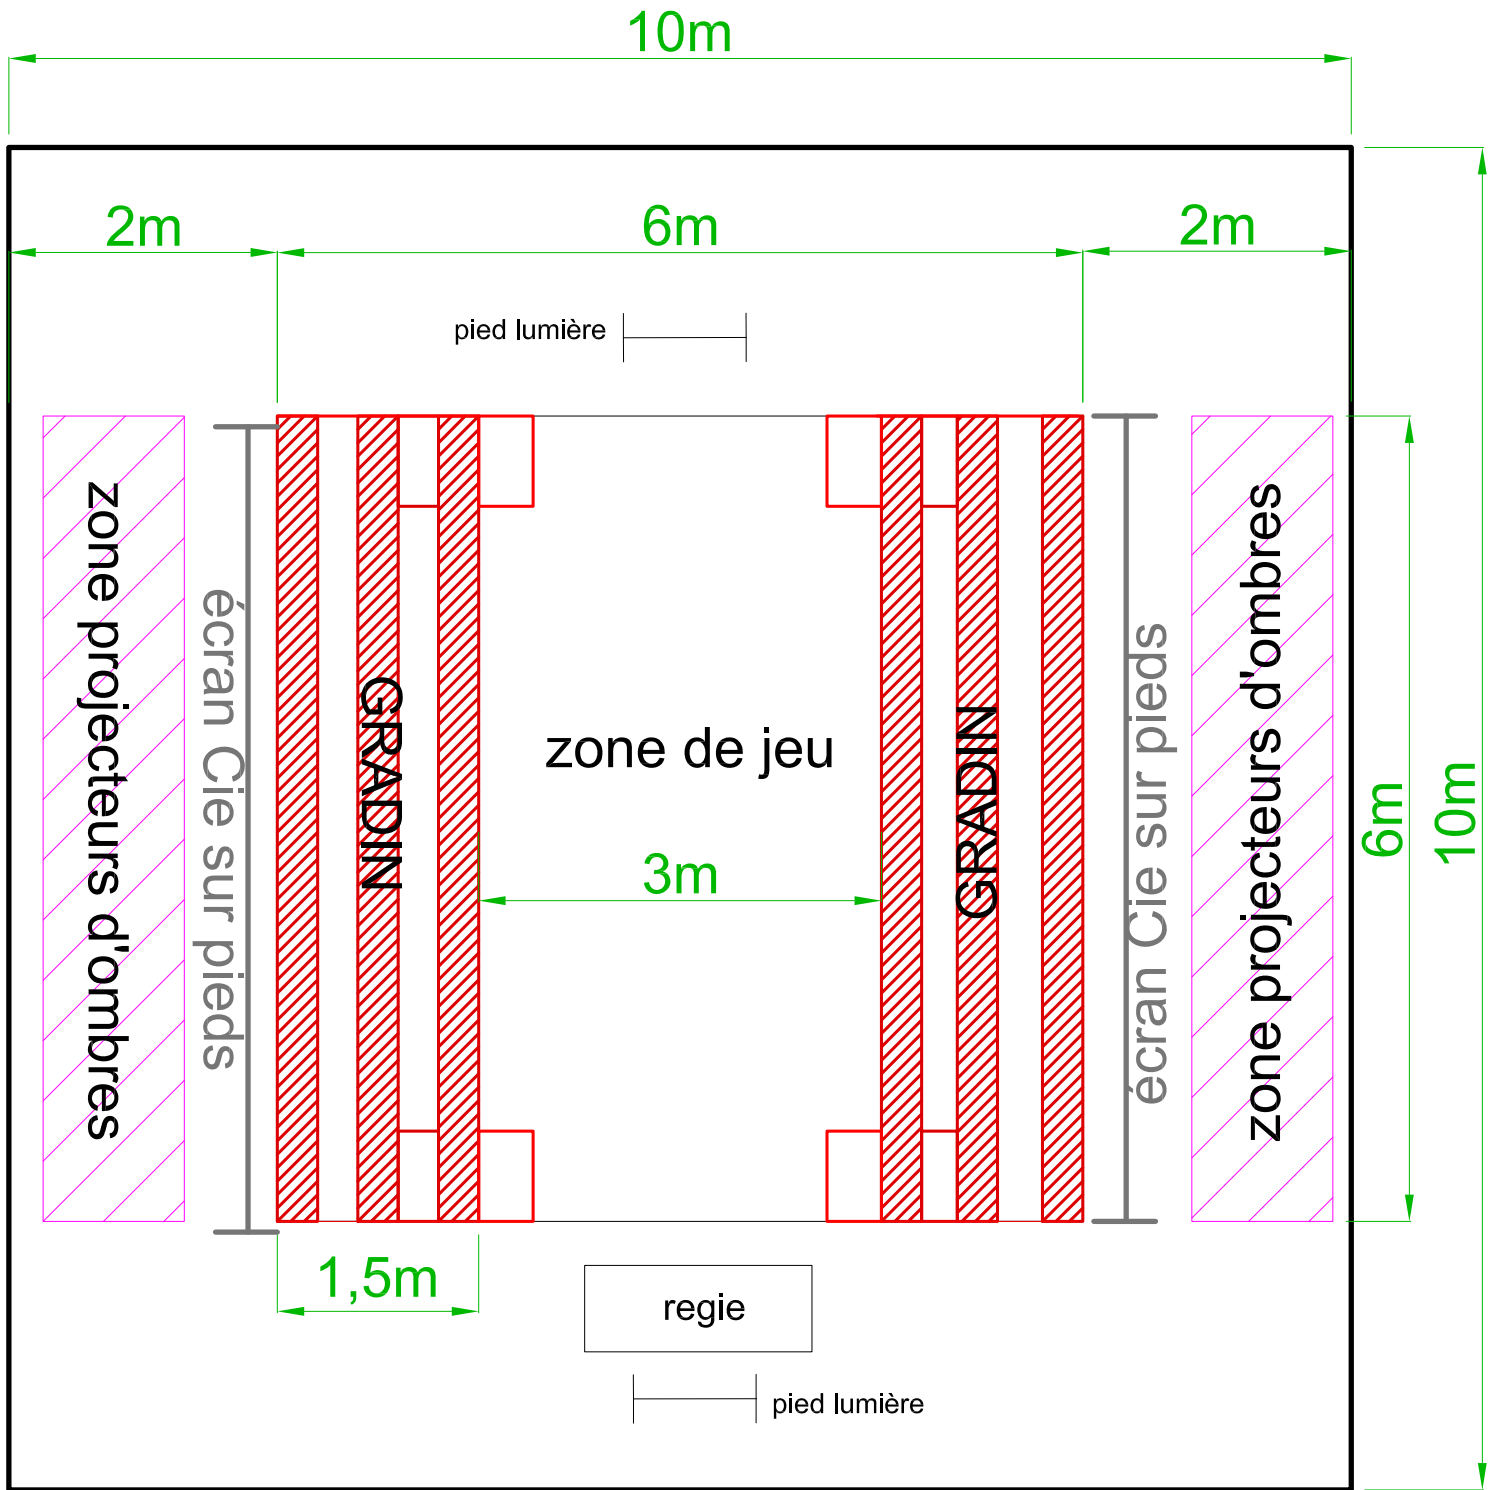 10m
2m
6m
2m
pied lumière
zone projecteurs d'ombres
écran Cie sur pieds
GRADIN
zone de jeu
3m
GRADIN
écran Cie sur pieds
zone projecteurs d'ombres
6m
10m
1,5m
regie
pied lumière